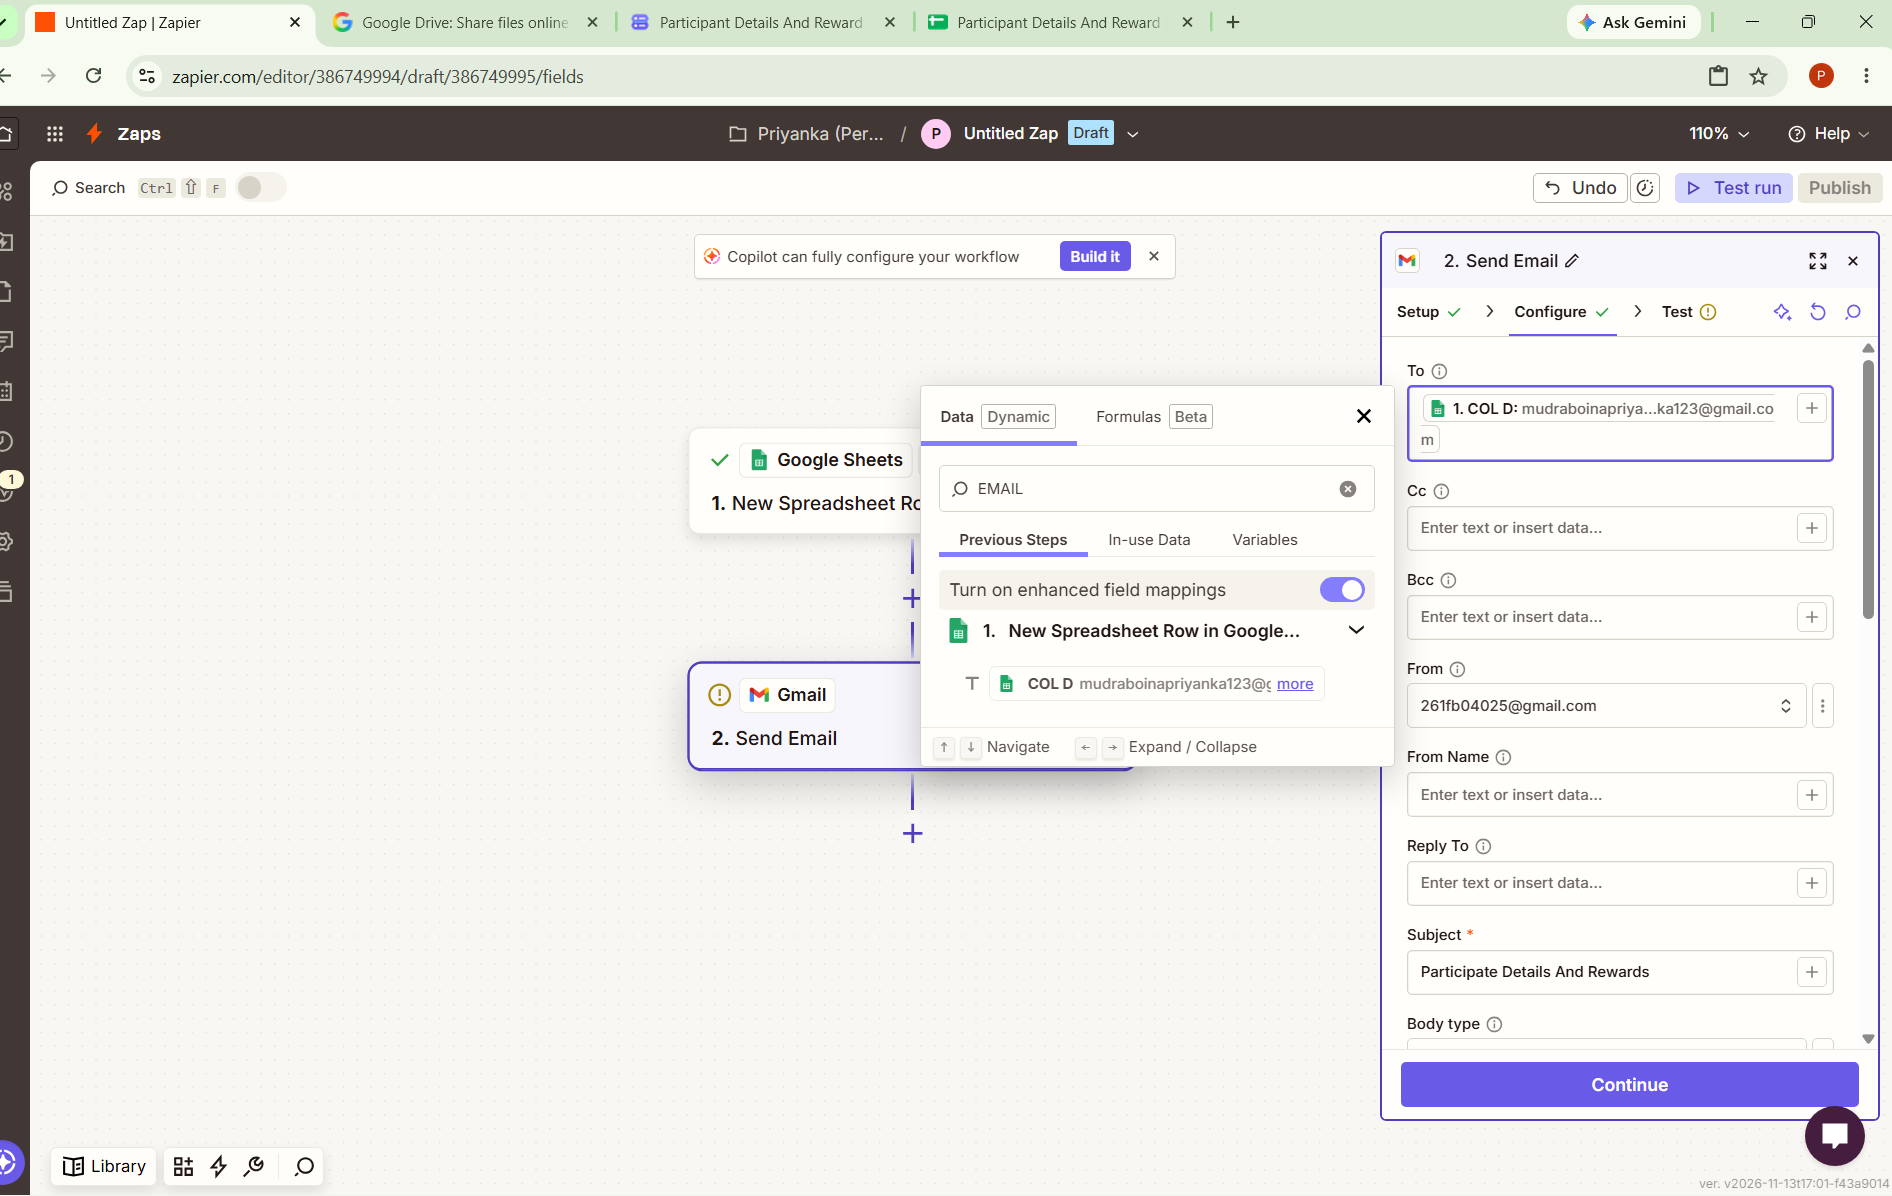 Untitled Zap | Zapier
Google Drive: Share files online
Participant Details And Reward
Participant Details And Reward
Ask Gemini
zapier.com/editor/386749994/draft/386749995/fields
P
Zaps
Priyanka (Per... / P Untitled Zap Draft
110%
Help
Search Ctrl ⇧ F
Undo
Test run
Publish
1
Copilot can fully configure your workflow
Build it
Google Sheets
1. New Spreadsheet Ro
Gmail
2. Send Email
Data Dynamic
Formulas Beta
EMAIL
Previous Steps
In-use Data
Variables
Turn on enhanced field mappings
1. New Spreadsheet Row in Google...
T COL D mudraboinapriyanka123@g more
↑ ↓ Navigate ← → Expand / Collapse
2. Send Email
Setup
Configure
Test
To
1. COL D: mudraboinapriya...ka123@gmail.co
m
Cc
Enter text or insert data...
Bcc
Enter text or insert data...
From
261fb04025@gmail.com
From Name
Enter text or insert data...
Reply To
Enter text or insert data...
Subject *
Participate Details And Rewards
Body type
Continue
Library
ver. v2026-11-13t17:01-f43a9014